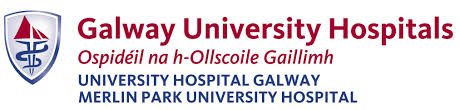 Galway University Hospitals
Ospidéil na h-Ollscoile Gaillimh
UNIVERSITY HOSPITAL GALWAY
MERLIN PARK UNIVERSITY HOSPITAL